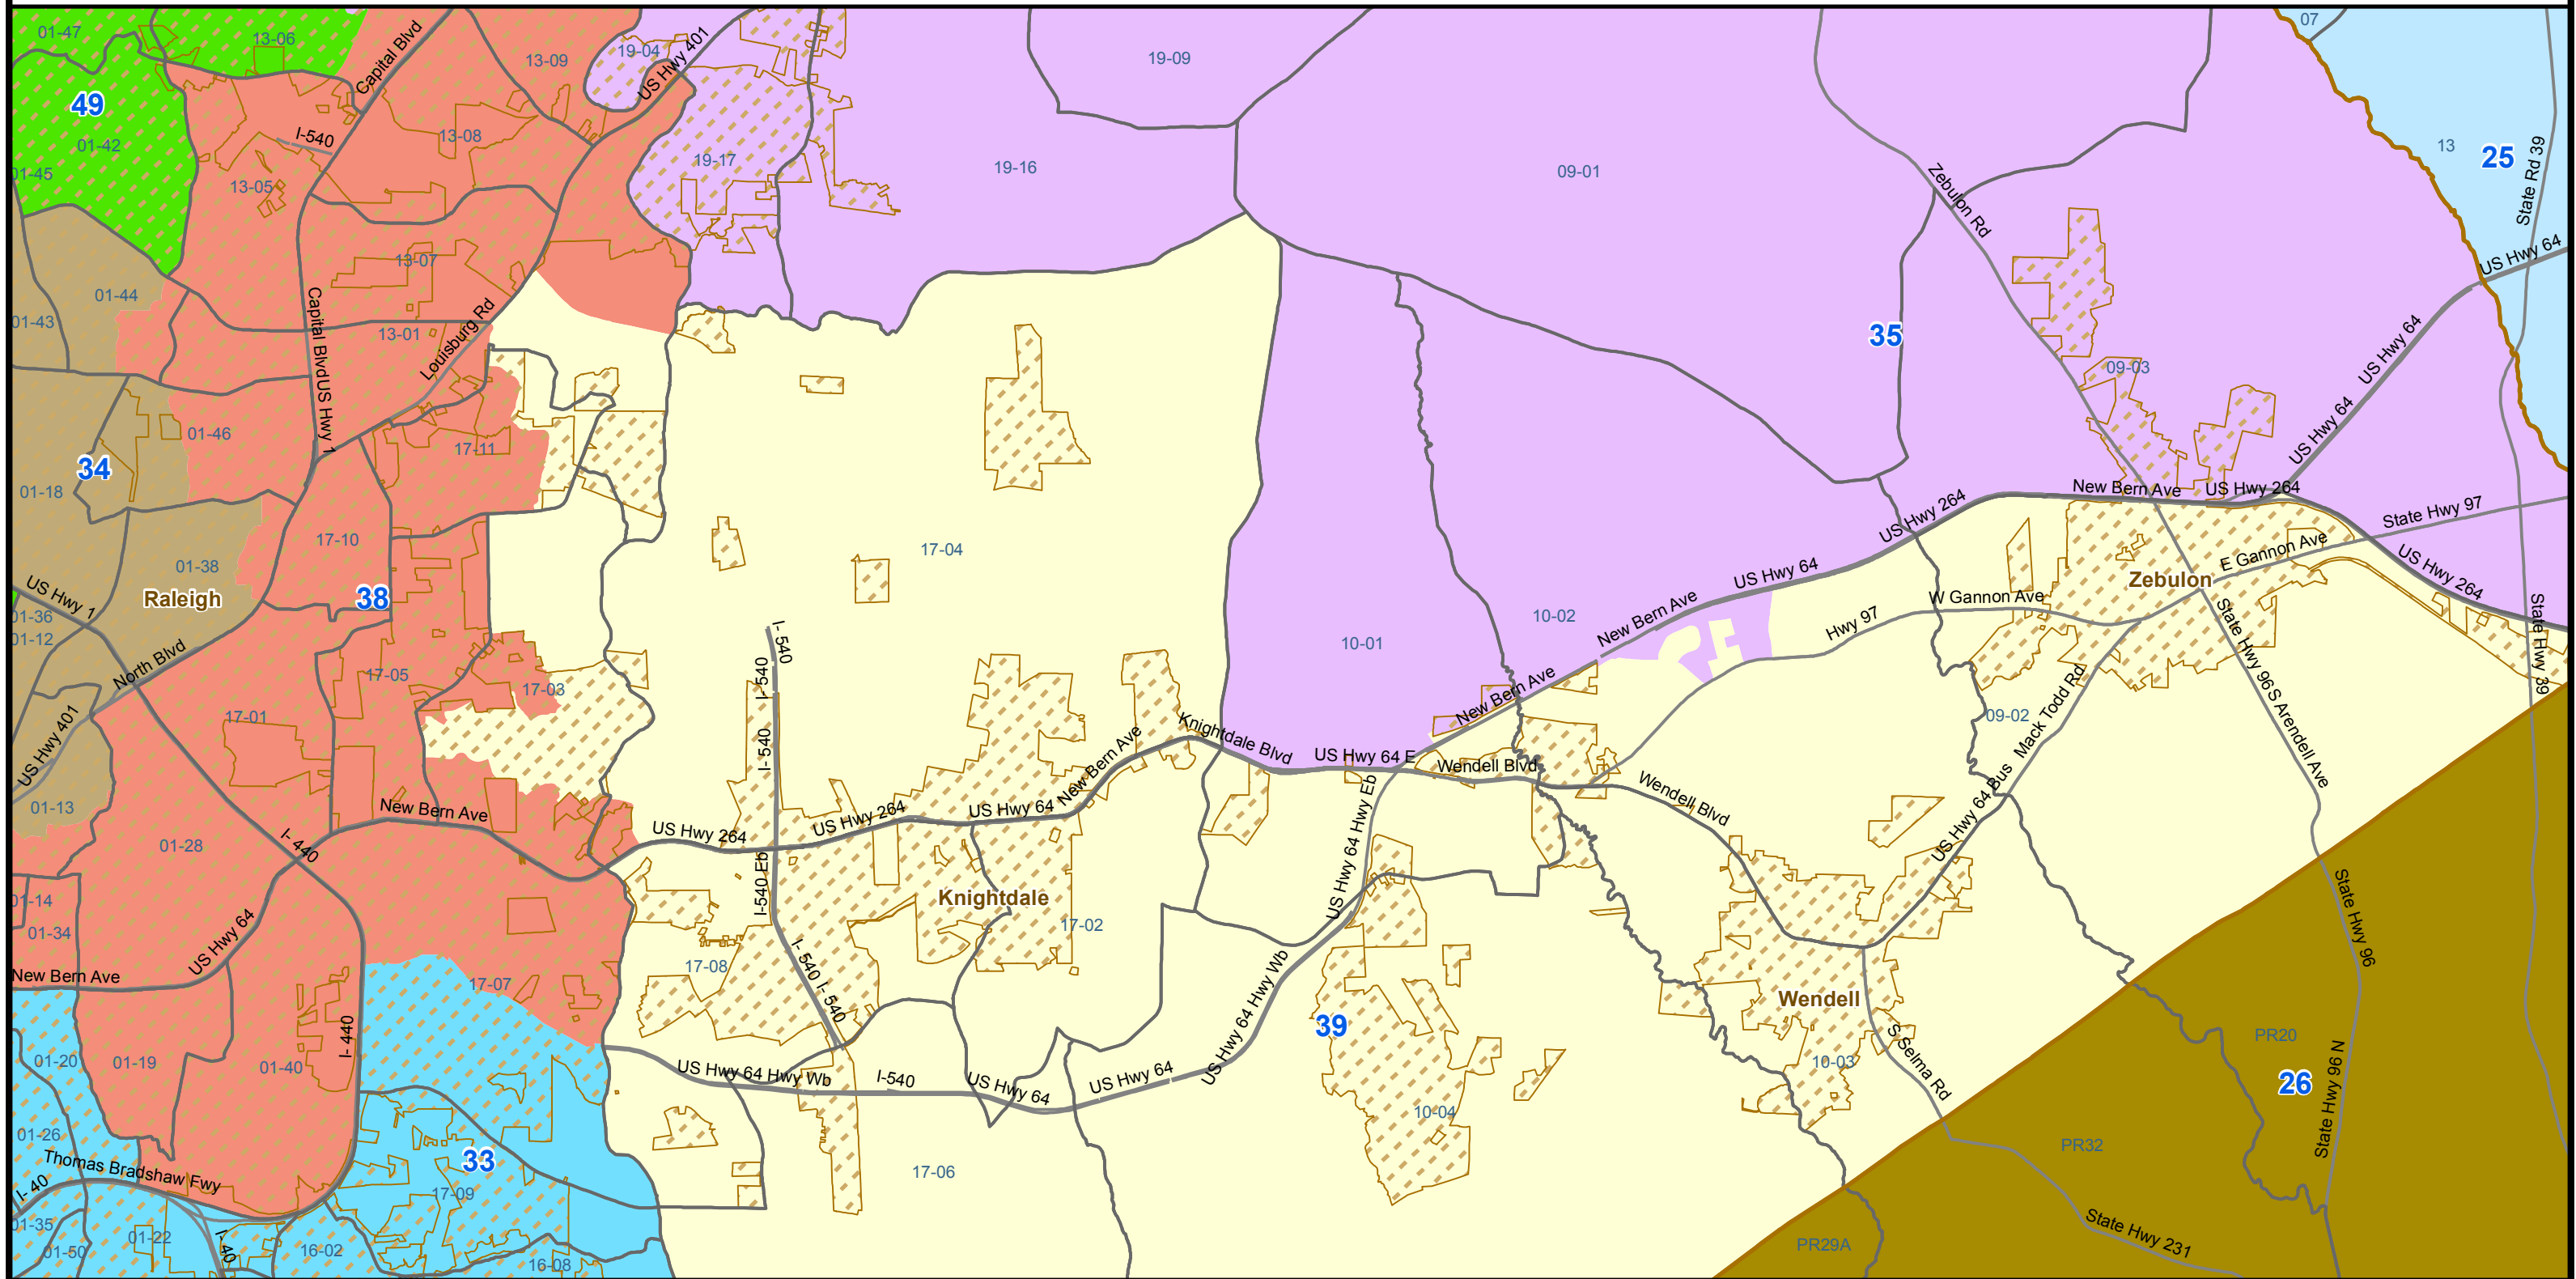 01-47
13-06
Capital Blvd
13-09
19-04
US Hwy 401
19-09
07
49
01-42
I-540
13-08
19-17
19-16
09-01
13
25
State Rd 39
01-45
13-05
Zebulon Rd
US Hwy 64
01-44
13-07
01-43
Capital Blvd
US Hwy 1
13-01
Louisburg Rd
35
09-03
US Hwy 64
US Hwy 64
US Hwy 64
01-46
17-11
34
01-18
17-04
New Bern Ave
US Hwy 264
US Hwy 264
State Hwy 97
17-10
01-38
US Hwy 64
E Gannon Ave
US Hwy 264
Zebulon
US Hwy 1
Raleigh
38
01-36
01-12
10-01
10-02
New Bern Ave
W Gannon Ave
Hwy 97
State Hwy 96
S Arendell Ave
State Hwy 39
I- 540
I- 540
I- 540
North Blvd
17-05
17-03
17-01
US Hwy 401
New Bern Ave
09-02
Mack Todd Rd
US Hwy 64 Bus
Knightdale Blvd
US Hwy 64 E
Wendell Blvd
Wendell Blvd
New Bern Ave
01-13
New Bern Ave
US Hwy 264
US Hwy 264
US Hwy 64
US Hwy 64 Hwy Eb
US Hwy 64
01-28
I- 440
I-540 Eb
Knightdale
17-02
01-14
01-34
US Hwy 64
State Hwy 96
New Bern Ave
17-07
17-08
I- 540
I- 540
US Hwy 64 Hwy Wb
Wendell
39
01-20
01-19
01-40
I- 440
US Hwy 64 Hwy Wb
I-540
US Hwy 64
US Hwy 64
S Selma Rd
10-03
PR20
26
State Hwy 96 N
10-04
01-26
Thomas Bradshaw Fwy
33
17-06
PR32
I- 40
17-09
01-35
01-50
01-22
I- 40
16-02
16-08
PR29A
State Hwy 231